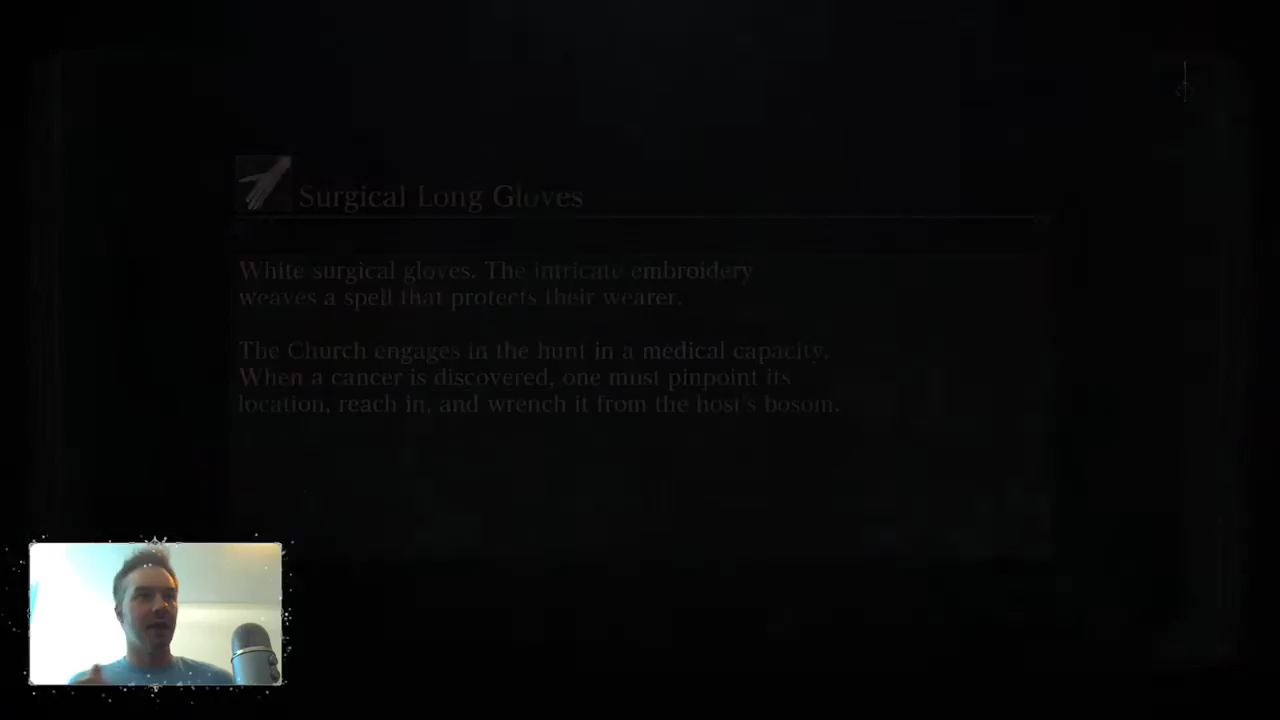 Surgical Long Gloves
White surgical gloves. The intricate embroidery
weaves a spell that protects their wearer.
The Church engages in the hunt in a medical capacity.
When a cancer is discovered, one must pinpoint its
location, reach in, and wrench it from the host's bosom.